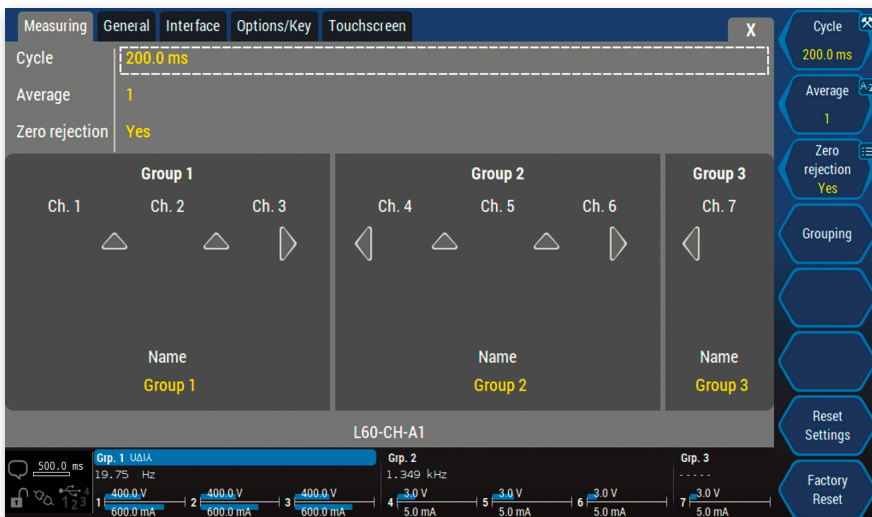 Measuring General Interface Options/Key Touchscreen
X
Cycle 200.0 ms
Average 1
Zero rejection Yes
Group 1 Group 2 Group 3
Ch. 1 Ch. 2 Ch. 3 Ch. 4 Ch. 5 Ch. 6 Ch. 7
Name Name Name
Group 1 Group 2 Group 3
L60-CH-A1
Cycle
200.0 ms
Average
A-Z
1
Zero
rejection
Yes
Grouping
Reset
Settings
Factory
Reset
500.0 ms
4
123
Grp. 1 UΔIλ Grp. 2 Grp. 3
19.75 Hz 1.349 kHz -----
1 400.0 V 2 400.0 V 3 400.0 V 4 3.0 V 5 3.0 V 6 3.0 V 7 3.0 V
600.0 mA 600.0 mA 600.0 mA 5.0 mA 5.0 mA 5.0 mA 5.0 mA